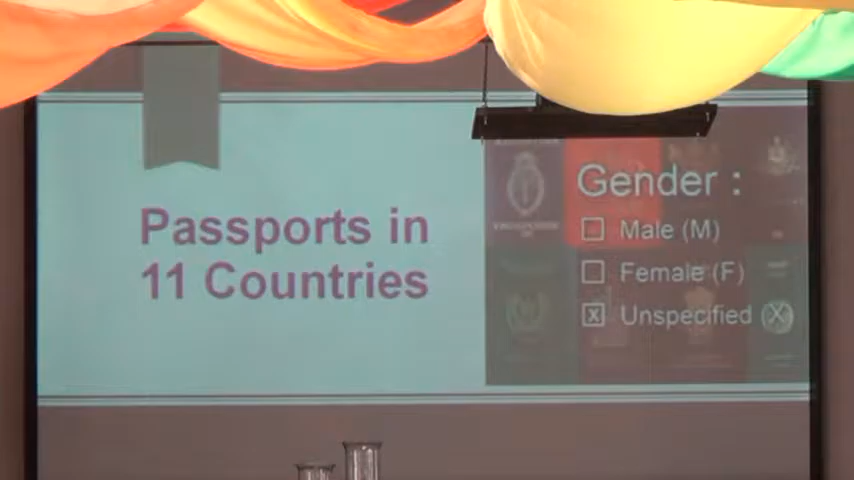 Passports in
11 Countries
Gender :
Male (M)
Female (F)
x Unspecified (X)